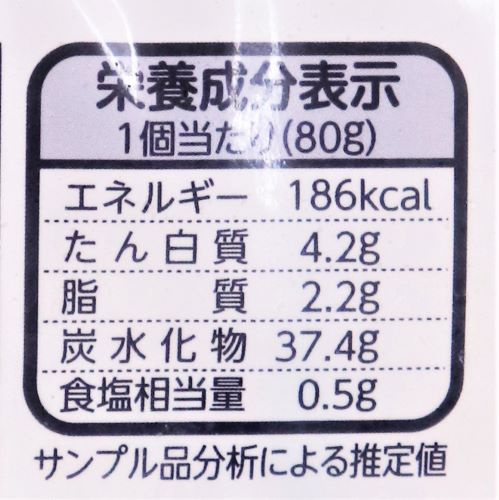 栄養成分表示
1個当たり(80g)
エネルギー 186kcal
たん白質 4.2g
脂質 2.2g
炭水化物 37.4g
食塩相当量 0.5g
サンプル品分析による推定値